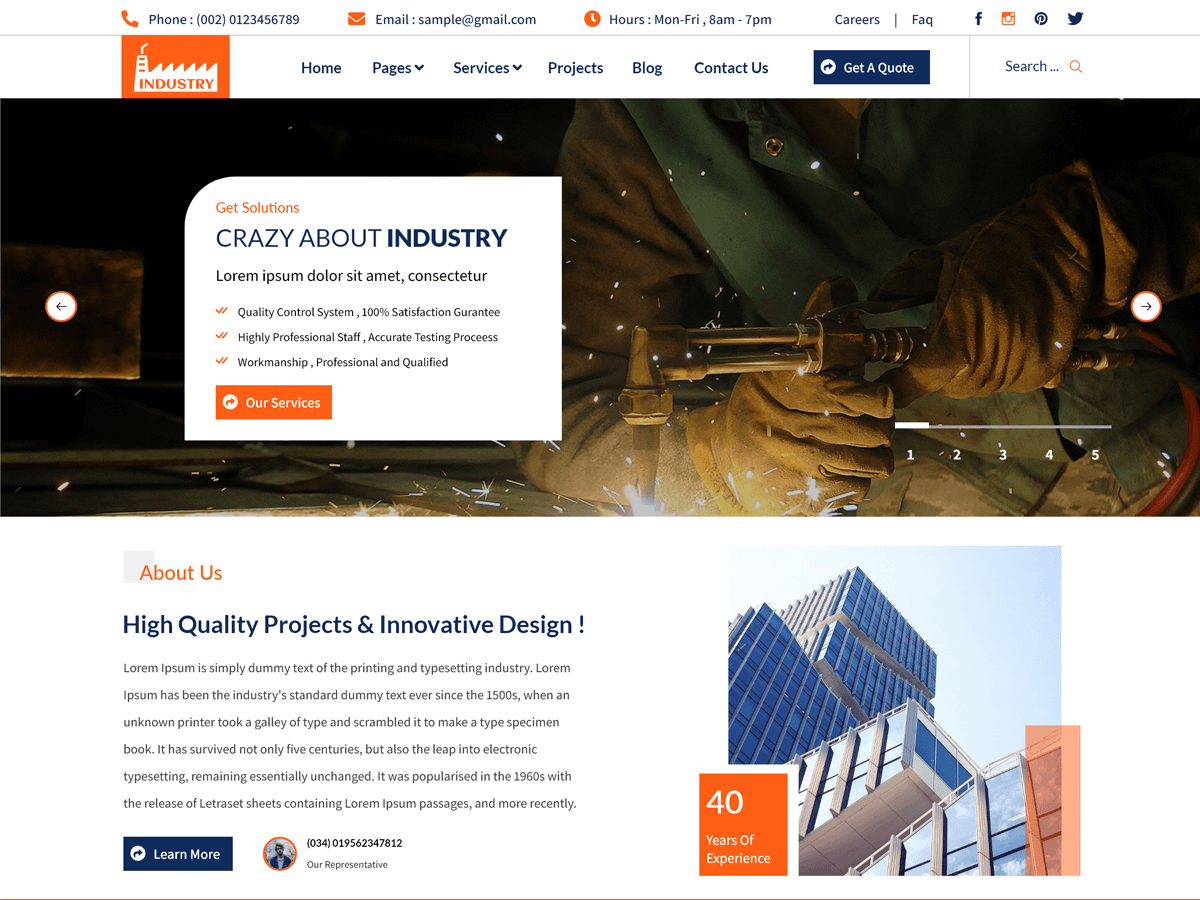 Phone : (002) 0123456789
Email : sample@gmail.com
Hours : Mon-Fri , 8am - 7pm
Careers | Faq
INDUSTRY
Home
Pages
Services
Projects
Blog
Contact Us
Get A Quote
Search ...
Get Solutions
CRAZY ABOUT INDUSTRY
Lorem ipsum dolor sit amet, consectetur
Quality Control System , 100% Satisfaction Gurantee
Highly Professional Staff , Accurate Testing Proceess
Workmanship , Professional and Qualified
Our Services
1 2 3 4 5
About Us
High Quality Projects & Innovative Design !
Lorem Ipsum is simply dummy text of the printing and typesetting industry. Lorem
Ipsum has been the industry's standard dummy text ever since the 1500s, when an
unknown printer took a galley of type and scrambled it to make a type specimen
book. It has survived not only five centuries, but also the leap into electronic
typesetting, remaining essentially unchanged. It was popularised in the 1960s with
the release of Letraset sheets containing Lorem Ipsum passages, and more recently.
Learn More
(034) 019562347812
Our Representative
40
Years Of
Experience